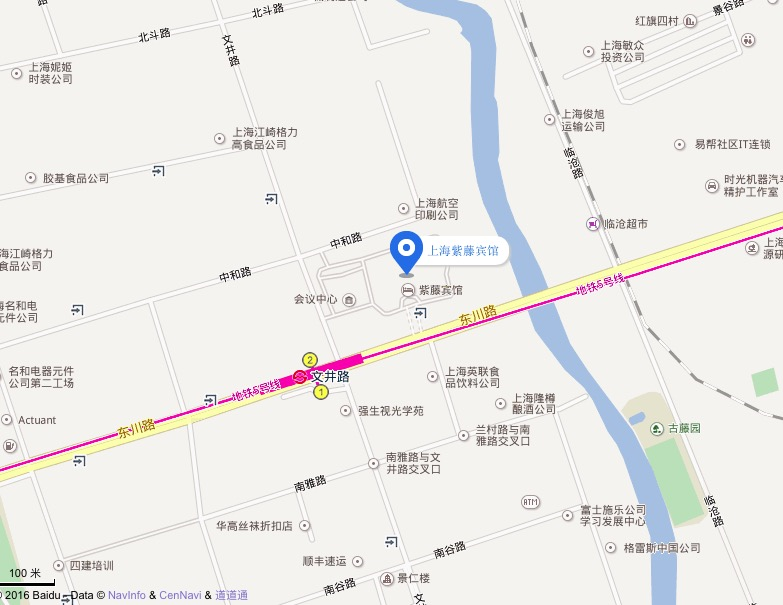 北斗路
北斗路
文井路
景谷路
红旗四村
上海敏众
投资公司
上海妮姬
时装公司
上海俊旭
运输公司
上海江崎格力
高食品公司
易帮社区IT连锁
临沧路
胶基食品公司
时光机器汽车
精护工作室
上海航空
印刷公司
临沧超市
中和路
上海紫藤宾馆
海江崎格力
食品公司
上海
源研
中和路
地铁5号线
紫藤宾馆
会议中心
海名和电
元件公司
东川路
2
文井路
名和电器元件
公司第二工场
上海英联食
品饮料公司
地铁5号线
1
上海隆樽
酿酒公司
强生视光学苑
Actuant
东川路
兰村路与南
雅路交叉口
古藤园
南雅路与文
井路交叉口
南雅路
ATM
临沧路
富士施乐公司
学习发展中心
华高丝袜折扣店
格雷斯中国公司
南谷路
四建培训
顺丰速运
100 米
景仁楼
南谷路
文
2016 Baidu - Data © NavInfo & CenNavi & 道道通